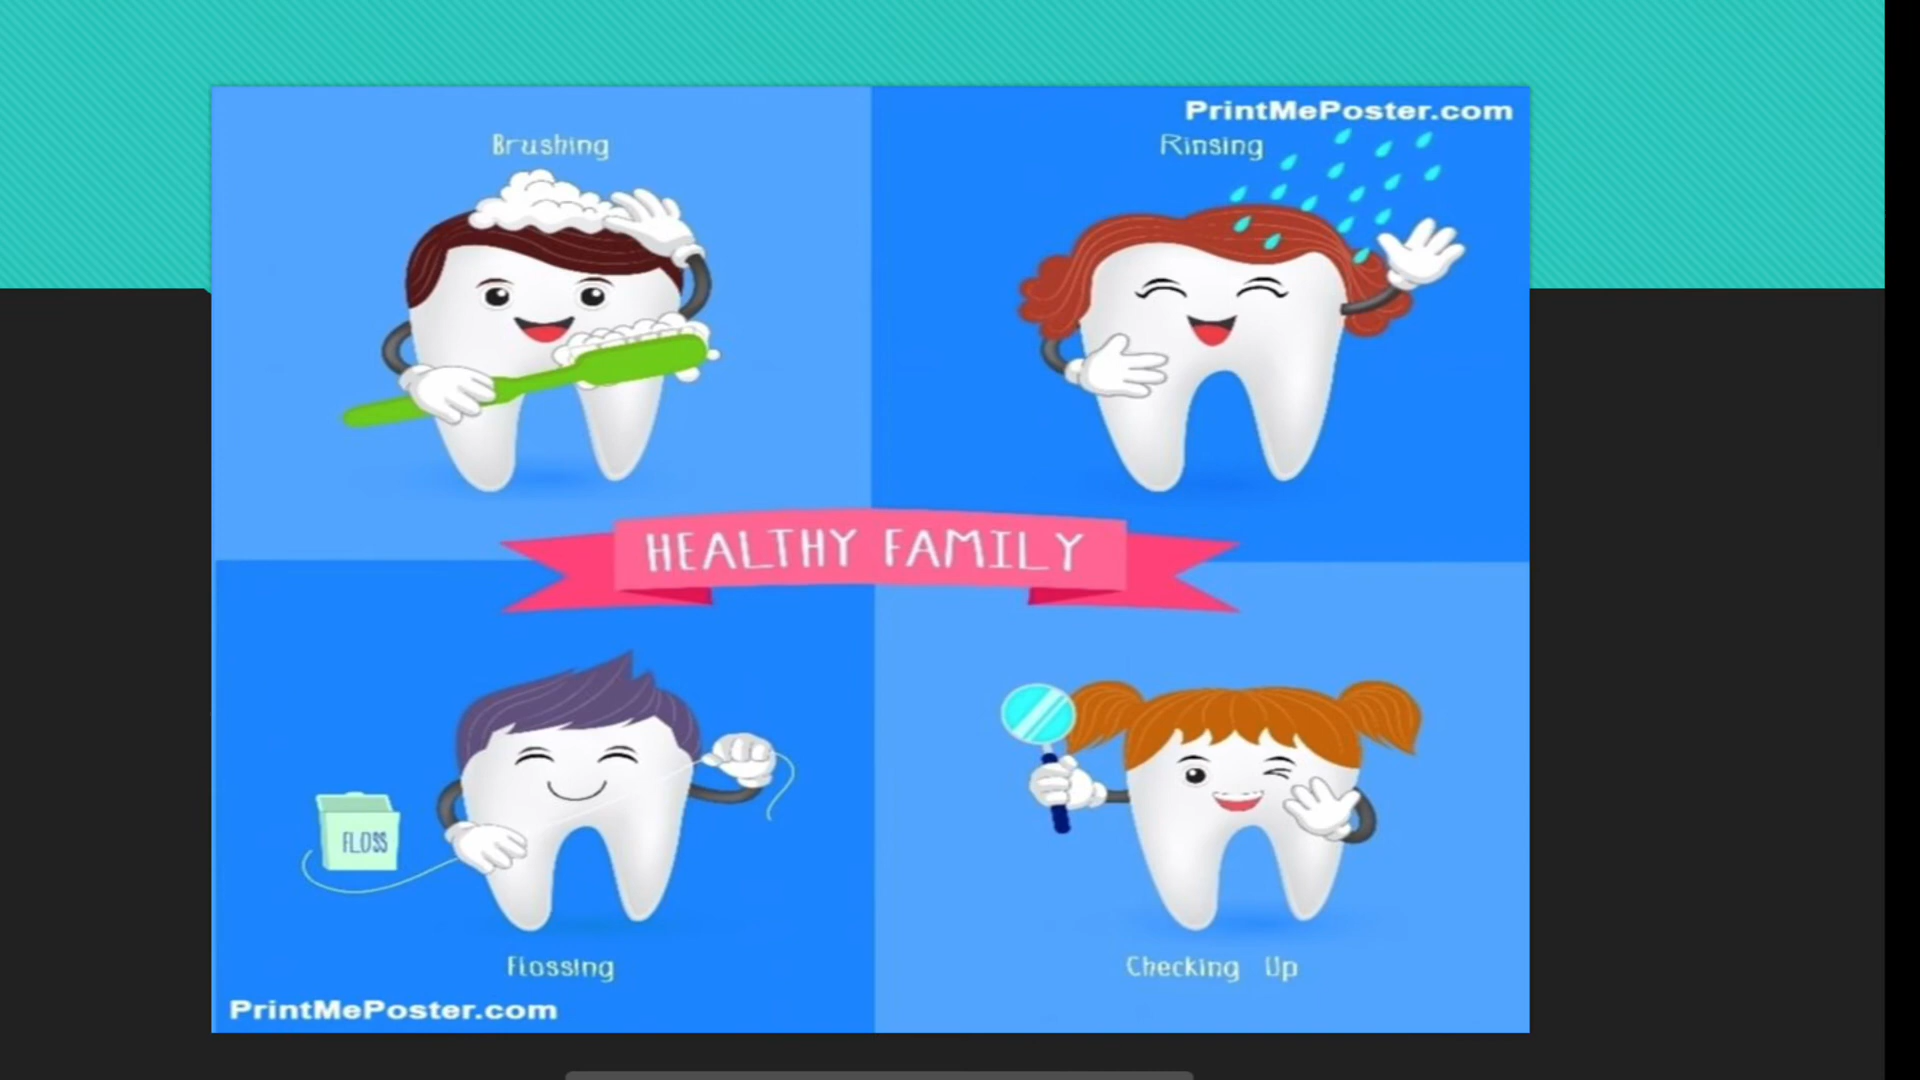 PrintMePoster.com
Brushing
Rinsing
HEALTHY FAMILY
FLOSS
Flossing
Checking Up
PrintMePoster.com